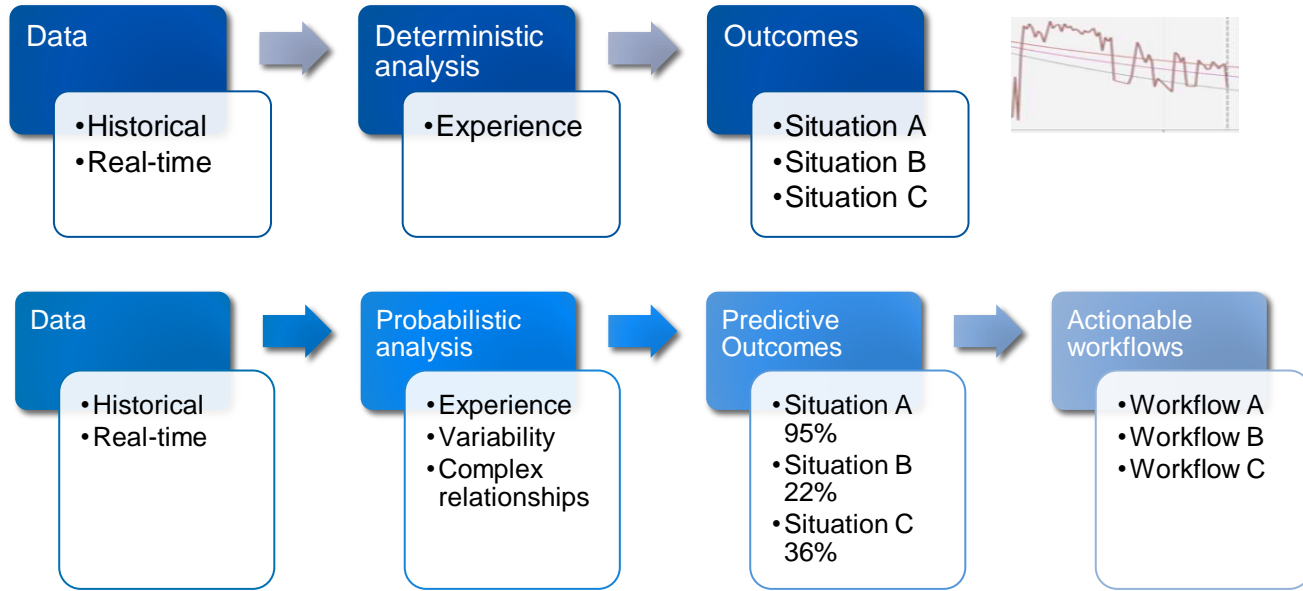 Data
•Historical
•Real-time
Deterministic
analysis
•Experience
Outcomes
•Situation A
•Situation B
•Situation C
Data
•Historical
•Real-time
Probabilistic
analysis
•Experience
•Variability
•Complex
relationships
Predictive
Outcomes
•Situation A
95%
•Situation B
22%
•Situation C
36%
Actionable
workflows
•Workflow A
•Workflow B
•Workflow C